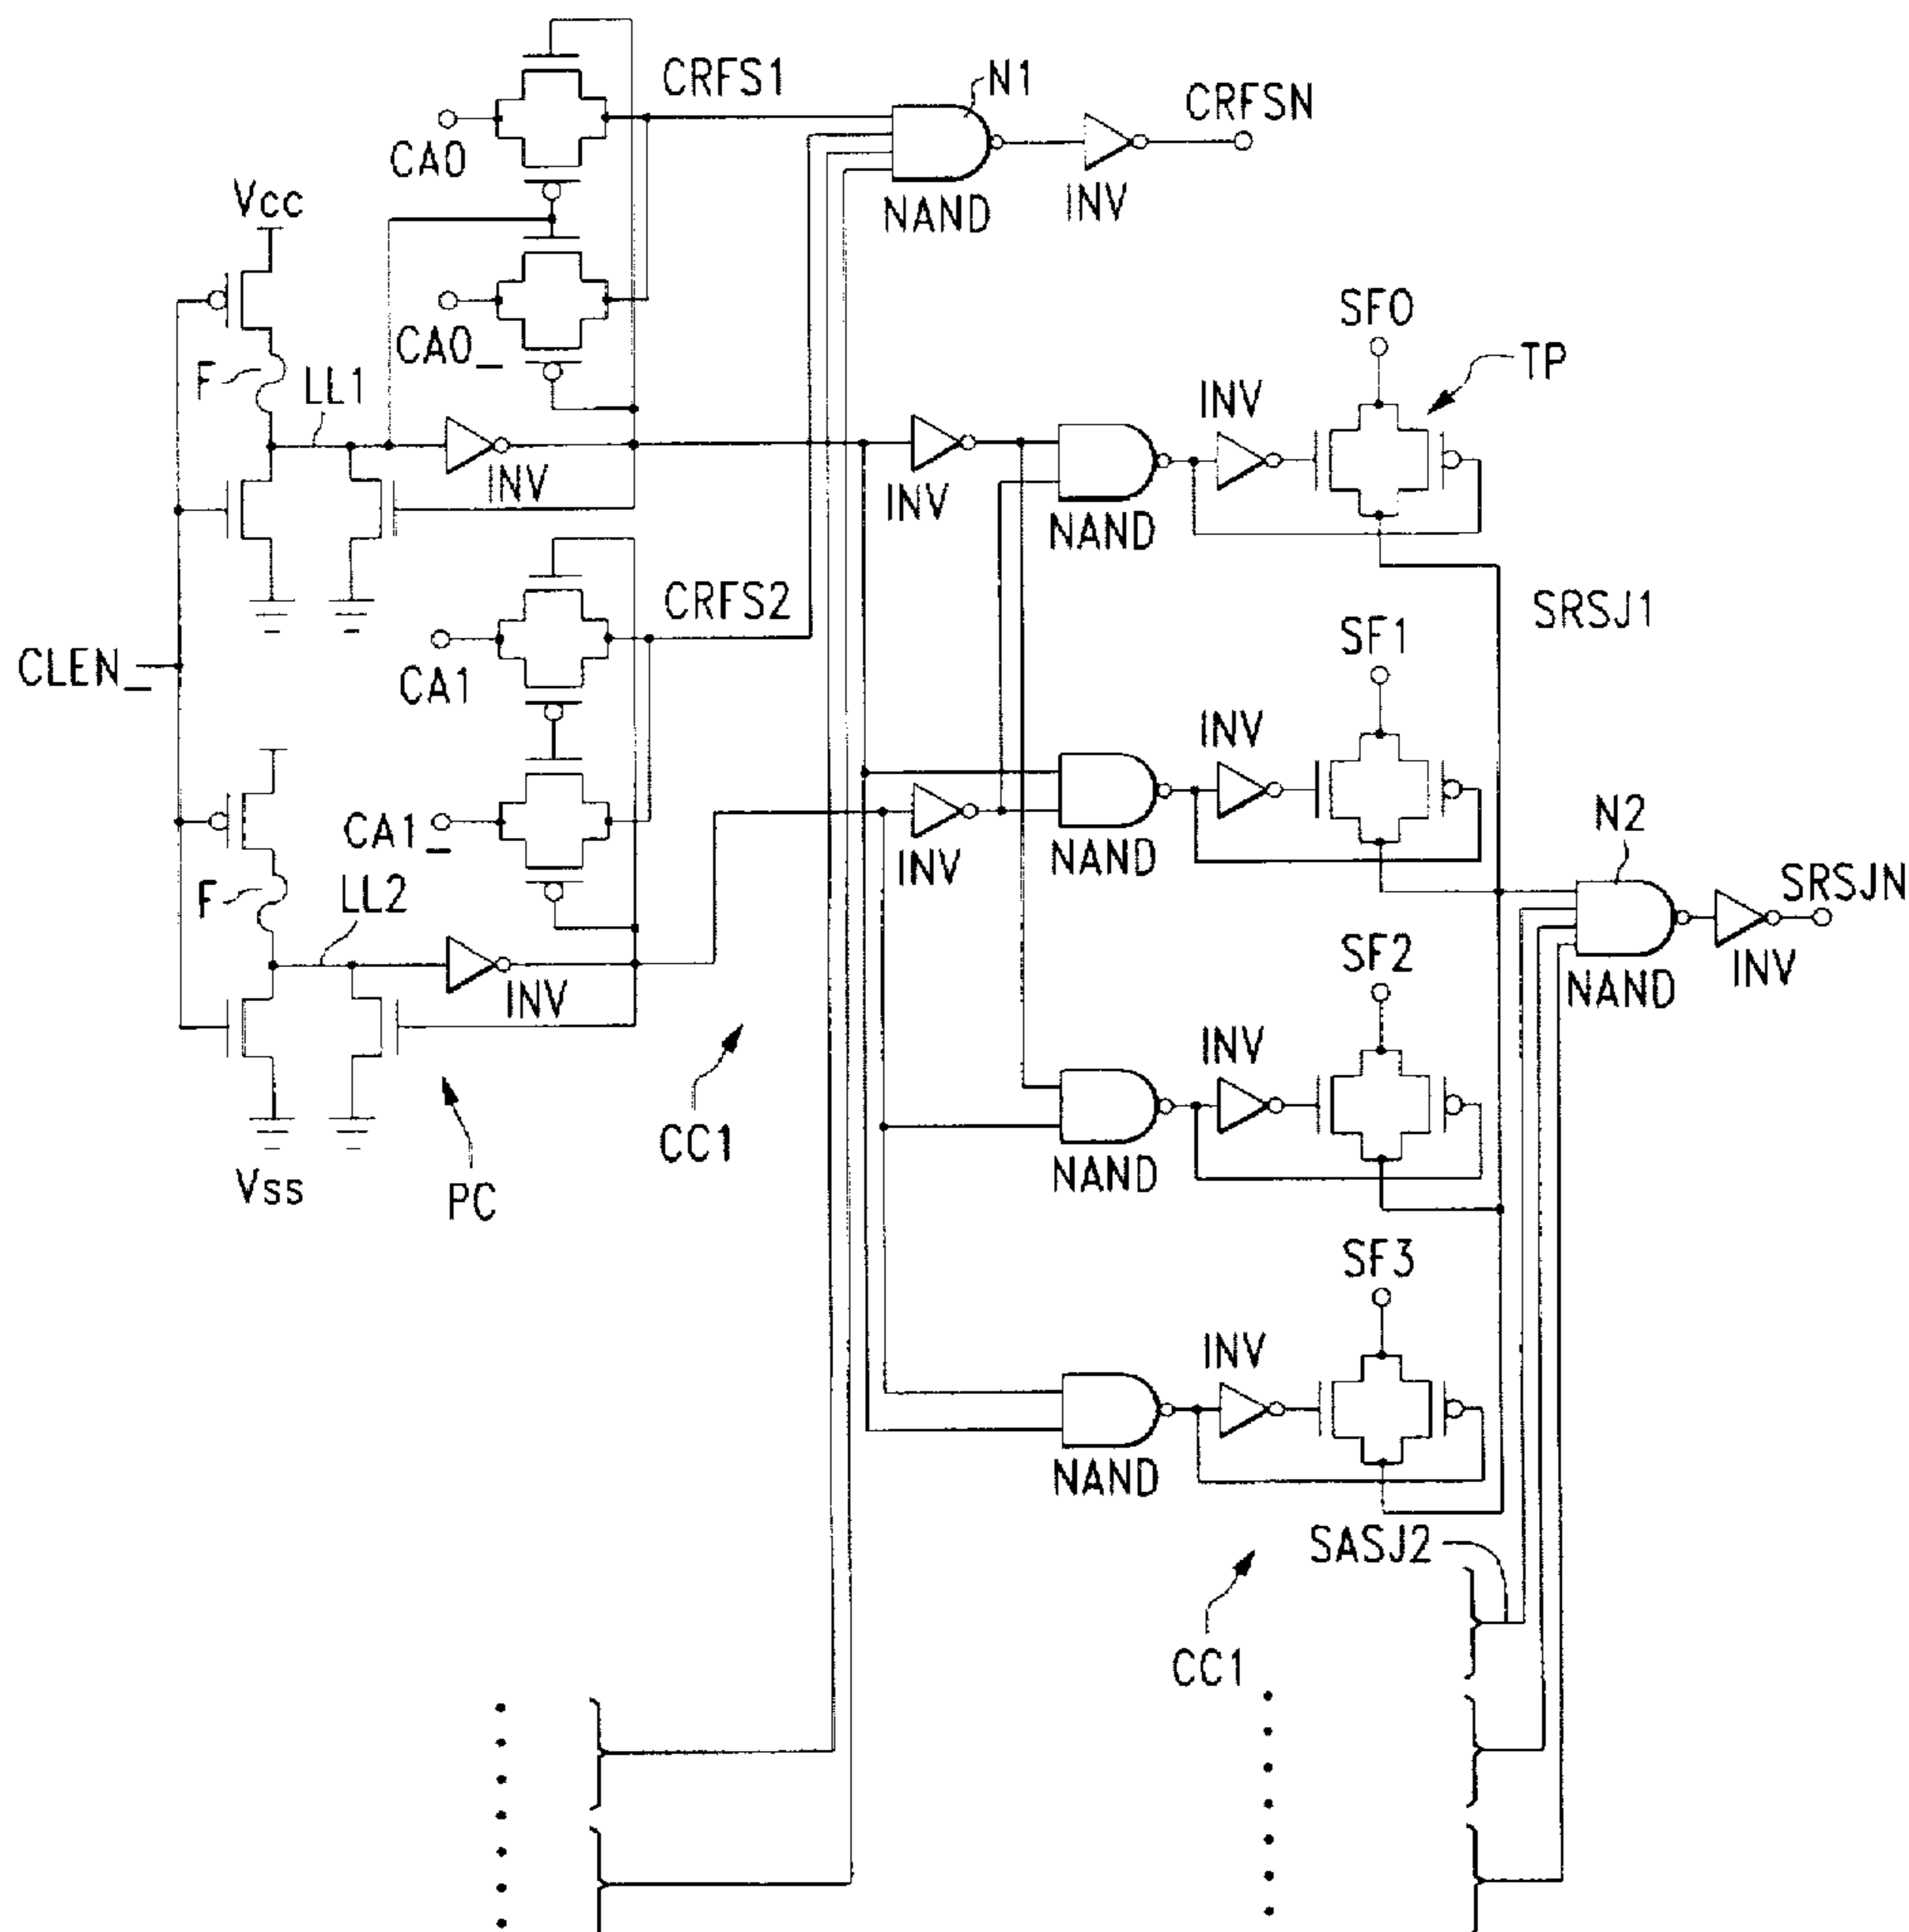 CRFS1
N1
CRFSN
CA0
Vcc
NAND
INV
CA0_
SF0
TP
F
LL1
INV
INV
INV
NAND
CRFS2
SRSJ1
SF1
CLEN_
CA1
INV
N2
CA1_
INV
NAND
SRSJN
F
LL2
SF2
NAND
INV
INV
INV
CC1
NAND
Vss
PC
SF3
INV
NAND
SASJ2
CC1